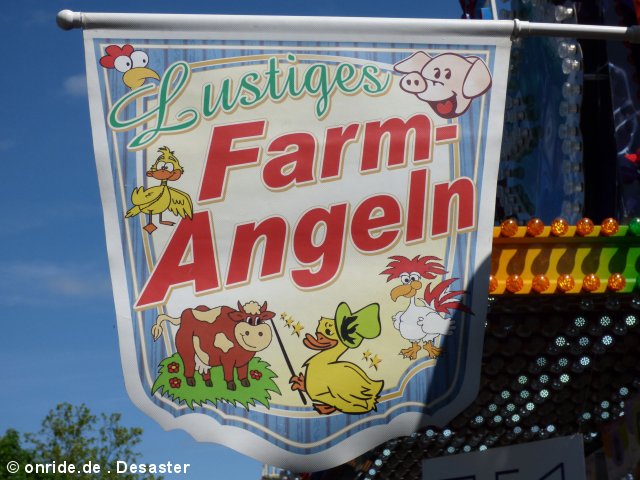 Lustiges
Farm-
Angeln
© onride.de . Desaster